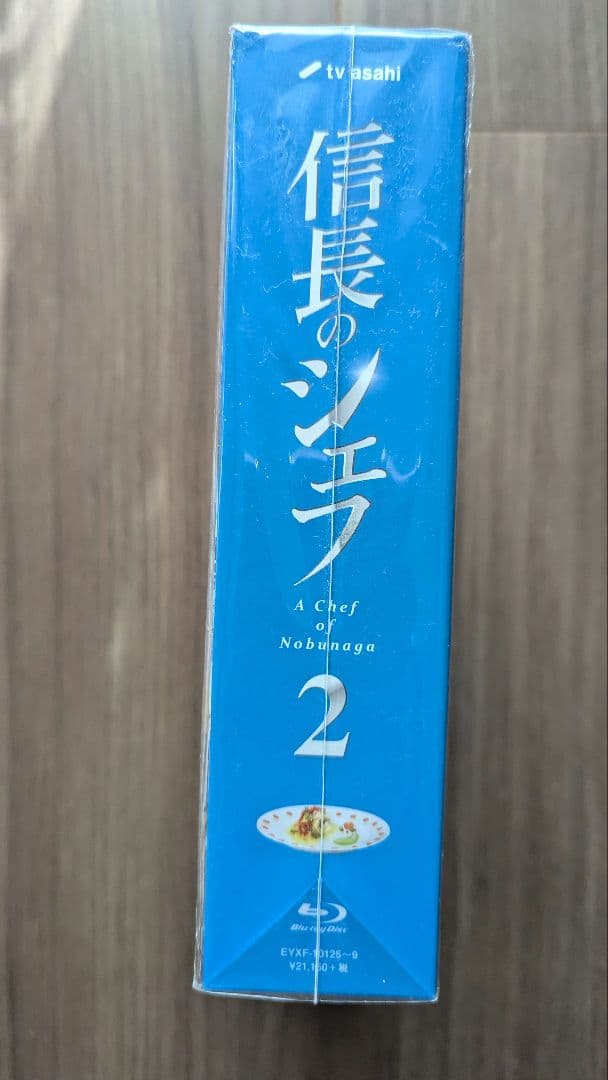 tv asahi
信長のシェフ
A Chef
of
Nobunaga
2
Blu-ray Disc
EYXF-10125~9
¥21,160+税